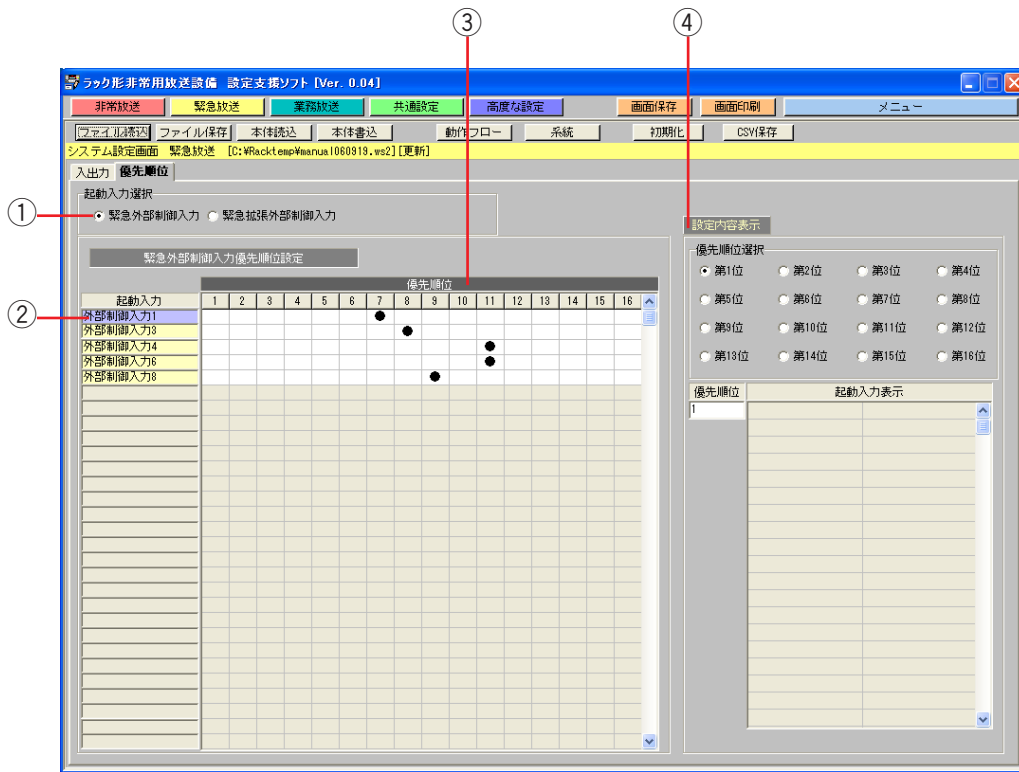 ③ ④
ラック形非常用放送設備 設定支援ソフト [Ver. 0.04]
非常放送 緊急放送 業務放送 共通設定 高度な設定 画面保存 画面印刷 メニュー
ファイル読込 ファイル保存 本体読込 本体書込 動作フロー 系統 初期化 CSV保存
システム設定画面 緊急放送 [C:¥Racktemp¥manual060919.ws2][更新]
入出力 優先順位
起動入力選択
① 緊急外部制御入力 緊急拡張外部制御入力
緊急外部制御入力優先順位設定
優先順位
起動入力 1 2 3 4 5 6 7 8 9 10 11 12 13 14 15 16
② 外部制御入力1
外部制御入力3
外部制御入力4
外部制御入力6
外部制御入力8
設定内容表示
優先順位選択
第1位 第2位 第3位 第4位
第5位 第6位 第7位 第8位
第9位 第10位 第11位 第12位
第13位 第14位 第15位 第16位
優先順位 起動入力表示
1